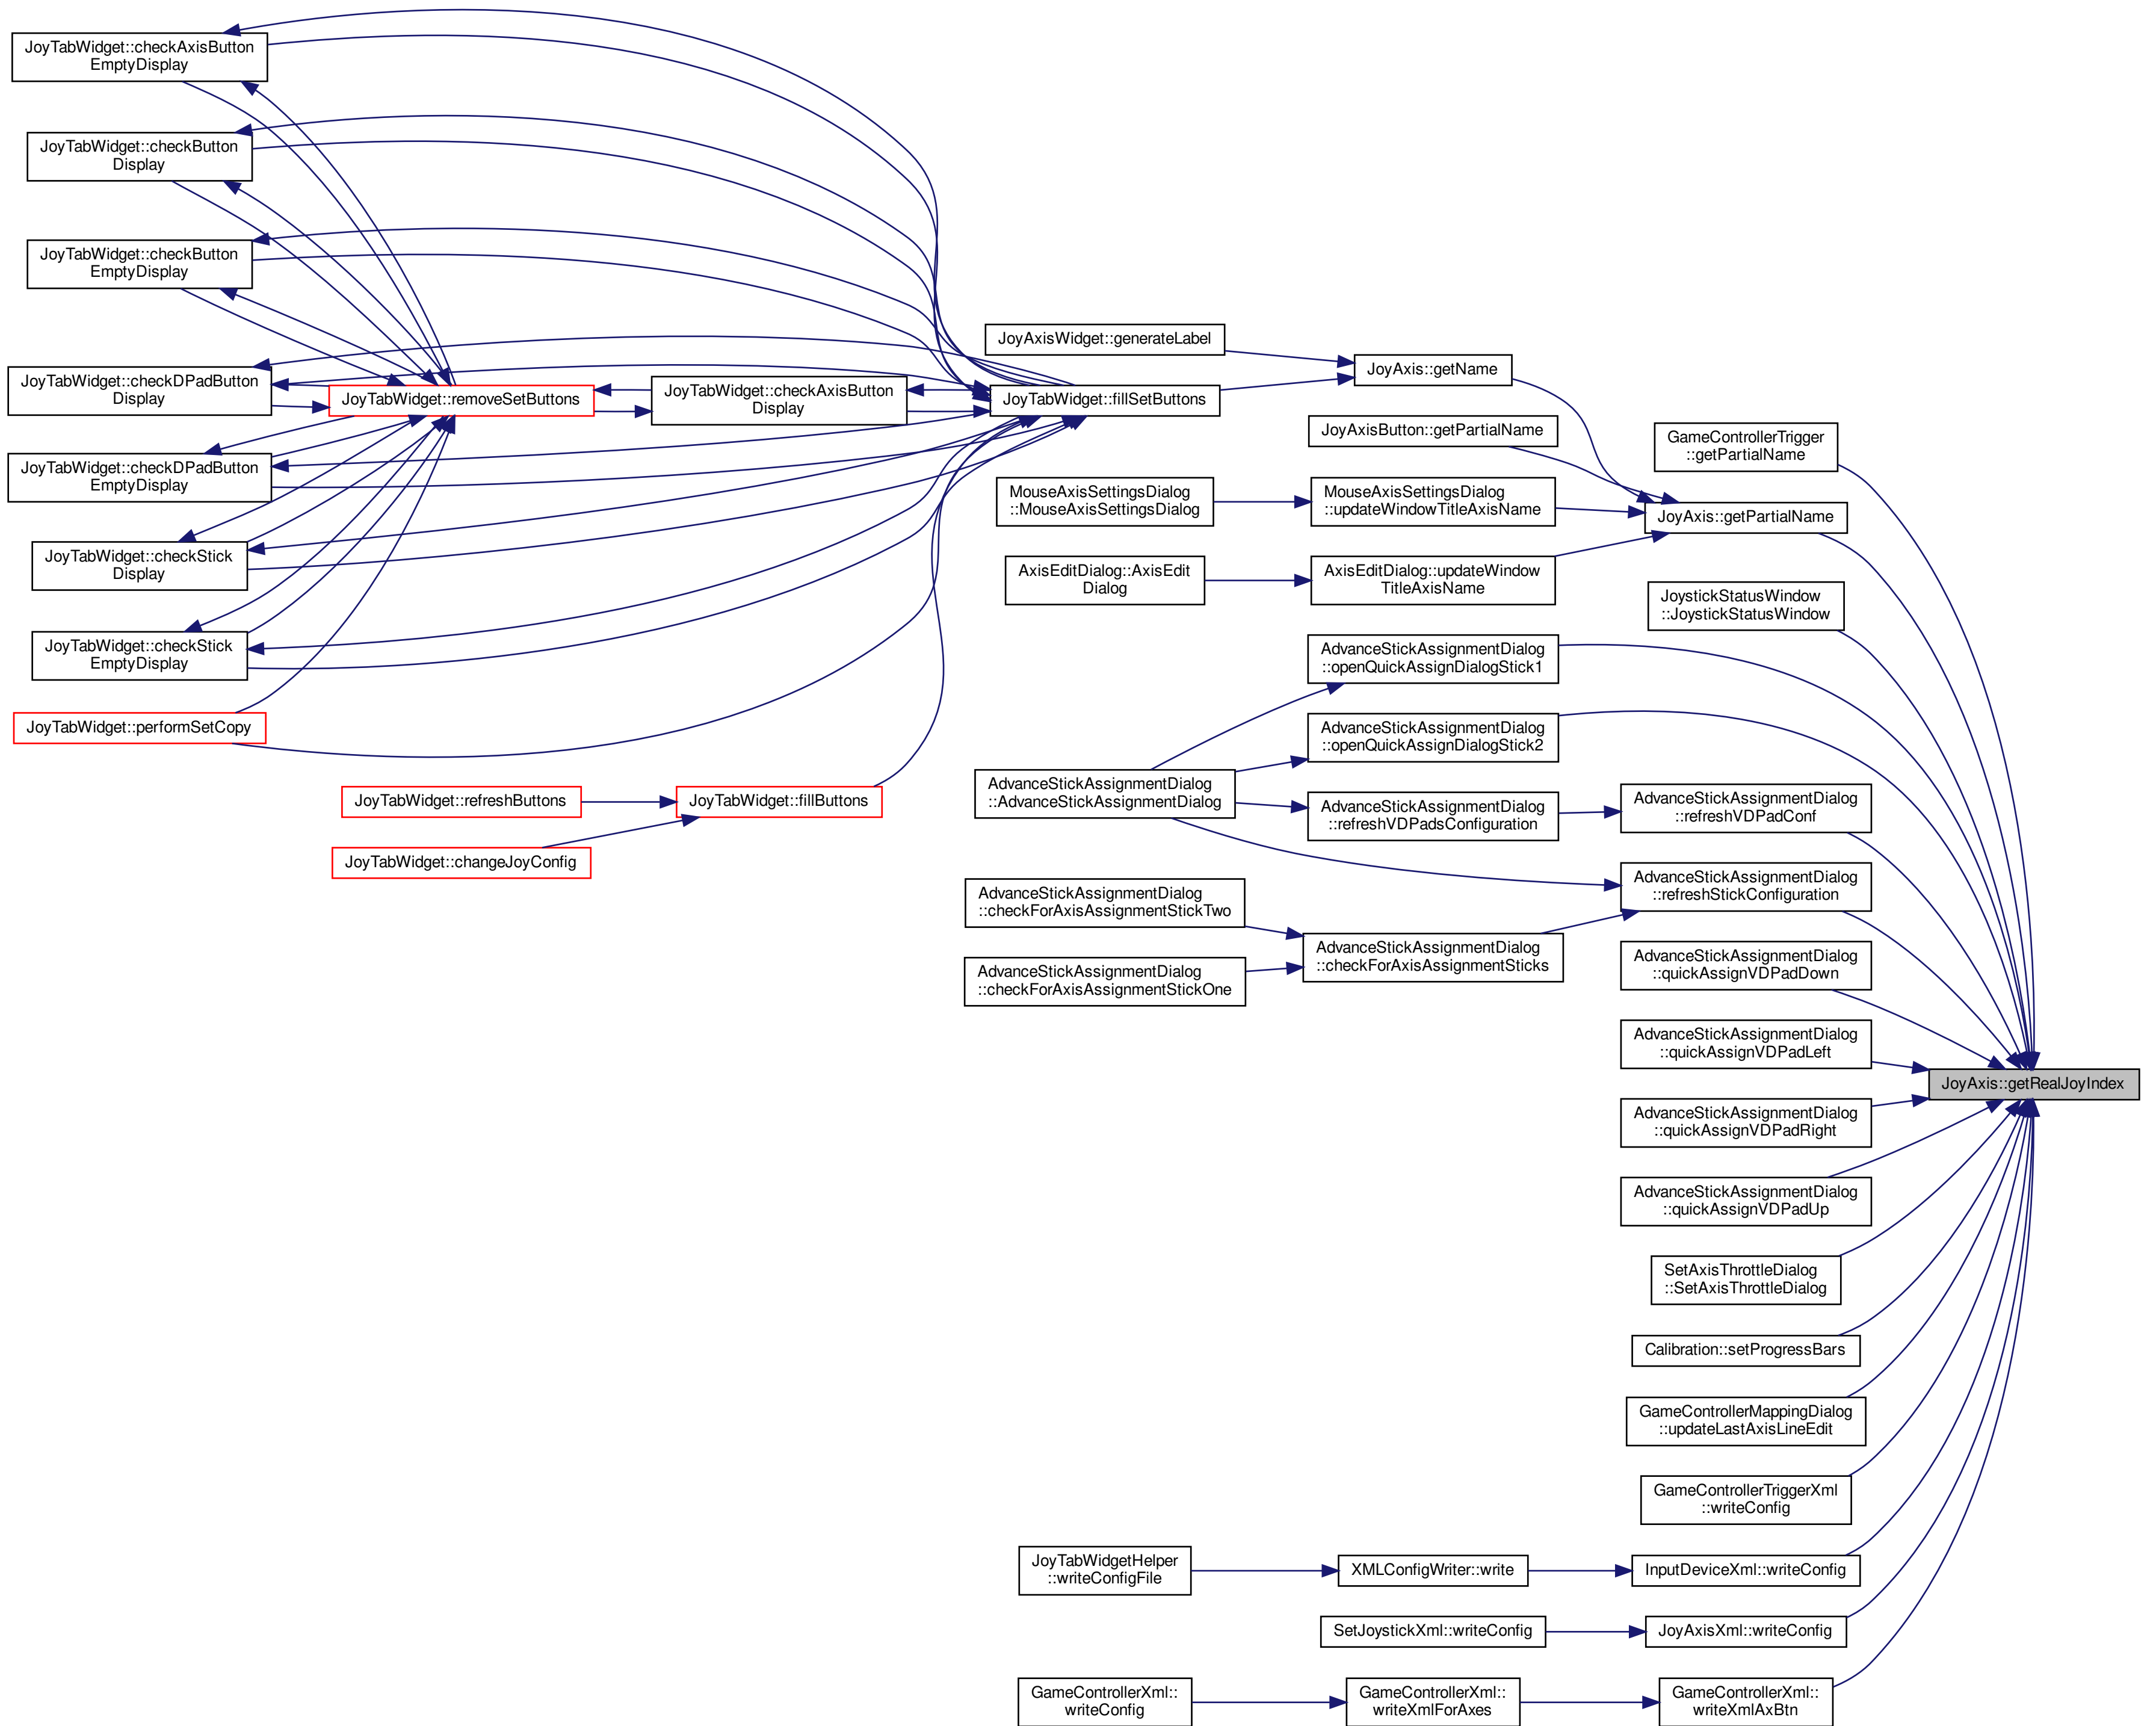 JoyTabWidget::checkAxisButton
EmptyDisplay
JoyTabWidget::checkButton
Display
JoyTabWidget::checkButton
EmptyDisplay
JoyTabWidget::checkDPadButton
Display
JoyTabWidget::checkDPadButton
EmptyDisplay
JoyTabWidget::checkStick
Display
JoyTabWidget::checkStick
EmptyDisplay
JoyTabWidget::performSetCopy
JoyTabWidget::removeSetButtons
JoyTabWidget::refreshButtons
JoyTabWidget::changeJoyConfig
JoyTabWidget::checkAxisButton
Display
JoyTabWidget::fillButtons
JoyAxisWidget::generateLabel
JoyTabWidget::fillSetButtons
MouseAxisSettingsDialog
::MouseAxisSettingsDialog
AxisEditDialog::AxisEdit
Dialog
AdvanceStickAssignmentDialog
::AdvanceStickAssignmentDialog
AdvanceStickAssignmentDialog
::checkForAxisAssignmentStickTwo
AdvanceStickAssignmentDialog
::checkForAxisAssignmentStickOne
JoyTabWidgetHelper
::writeConfigFile
GameControllerXml::
writeConfig
JoyAxis::getName
JoyAxisButton::getPartialName
MouseAxisSettingsDialog
::updateWindowTitleAxisName
AxisEditDialog::updateWindow
TitleAxisName
AdvanceStickAssignmentDialog
::openQuickAssignDialogStick1
AdvanceStickAssignmentDialog
::openQuickAssignDialogStick2
AdvanceStickAssignmentDialog
::refreshVDPadsConfiguration
AdvanceStickAssignmentDialog
::checkForAxisAssignmentSticks
XMLConfigWriter::write
SetJoystickXml::writeConfig
GameControllerXml::
writeXmlForAxes
GameControllerTrigger
::getPartialName
JoyAxis::getPartialName
JoystickStatusWindow
::JoystickStatusWindow
AdvanceStickAssignmentDialog
::refreshVDPadConf
AdvanceStickAssignmentDialog
::refreshStickConfiguration
AdvanceStickAssignmentDialog
::quickAssignVDPadDown
AdvanceStickAssignmentDialog
::quickAssignVDPadLeft
AdvanceStickAssignmentDialog
::quickAssignVDPadRight
AdvanceStickAssignmentDialog
::quickAssignVDPadUp
SetAxisThrottleDialog
::SetAxisThrottleDialog
Calibration::setProgressBars
GameControllerMappingDialog
::updateLastAxisLineEdit
GameControllerTriggerXml
::writeConfig
InputDeviceXml::writeConfig
JoyAxisXml::writeConfig
GameControllerXml::
writeXmlAxBtn
JoyAxis::getRealJoyIndex